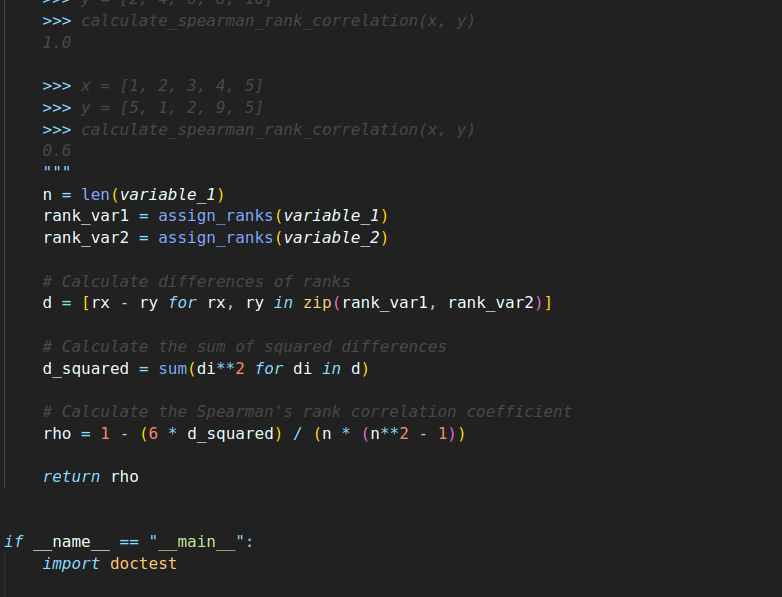 >>> y = [2, 4, 6, 8, 10]
>>> calculate_spearman_rank_correlation(x, y)
1.0
>>> x = [1, 2, 3, 4, 5]
>>> y = [5, 1, 2, 9, 5]
>>> calculate_spearman_rank_correlation(x, y)
0.6
"""
n = len(variable_1)
rank_var1 = assign_ranks(variable_1)
rank_var2 = assign_ranks(variable_2)
# Calculate differences of ranks
d = [rx - ry for rx, ry in zip(rank_var1, rank_var2)]
# Calculate the sum of squared differences
d_squared = sum(di**2 for di in d)
# Calculate the Spearman's rank correlation coefficient
rho = 1 - (6 * d_squared) / (n * (n**2 - 1))
return rho
if __name__ == "__main__":
import doctest